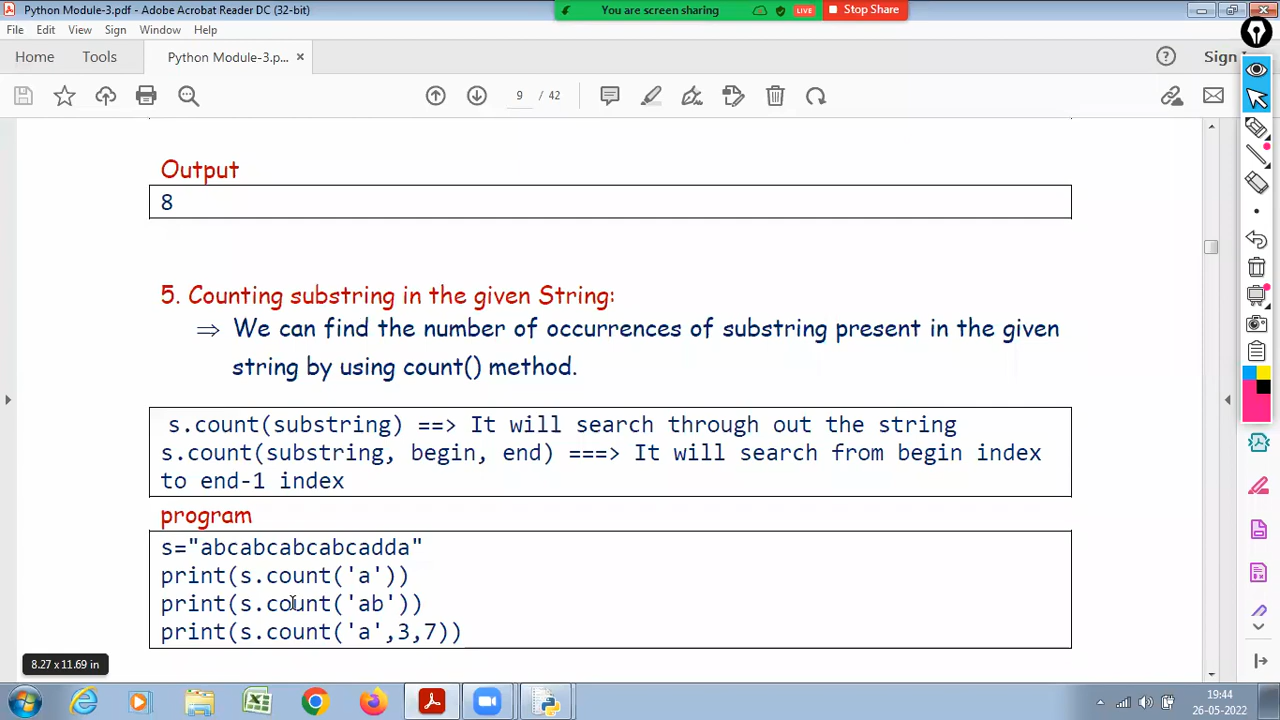 Python Module-3.pdf - Adobe Acrobat Reader DC (32-bit)
You are screen sharing
LIVE
Stop Share
File Edit View Sign Window Help
Home Tools Python Module-3.p... ×
Sign
9 / 42
Output
8
5. Counting substring in the given String:
⇒ We can find the number of occurrences of substring present in the given
string by using count() method.
s.count(substring) ==> It will search through out the string
s.count(substring, begin, end) ===> It will search from begin index
to end-1 index
program
s="abcabcabcabcadda"
print(s.count('a'))
print(s.count('ab'))
print(s.count('a',3,7))
8.27 x 11.69 in
19:44
26-05-2022